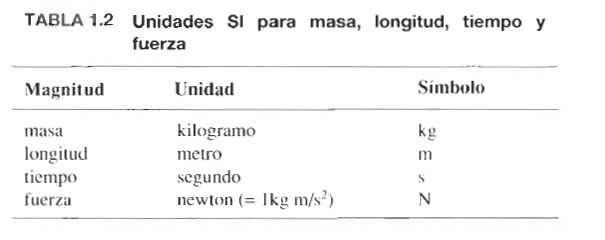 TABLA 1.2 Unidades SI para masa, longitud, tiempo y
fuerza
Magnitud Unidad Símbolo
masa kilogramo kg
longitud metro m
tiempo segundo s
fuerza newton (= 1kg m/s²) N